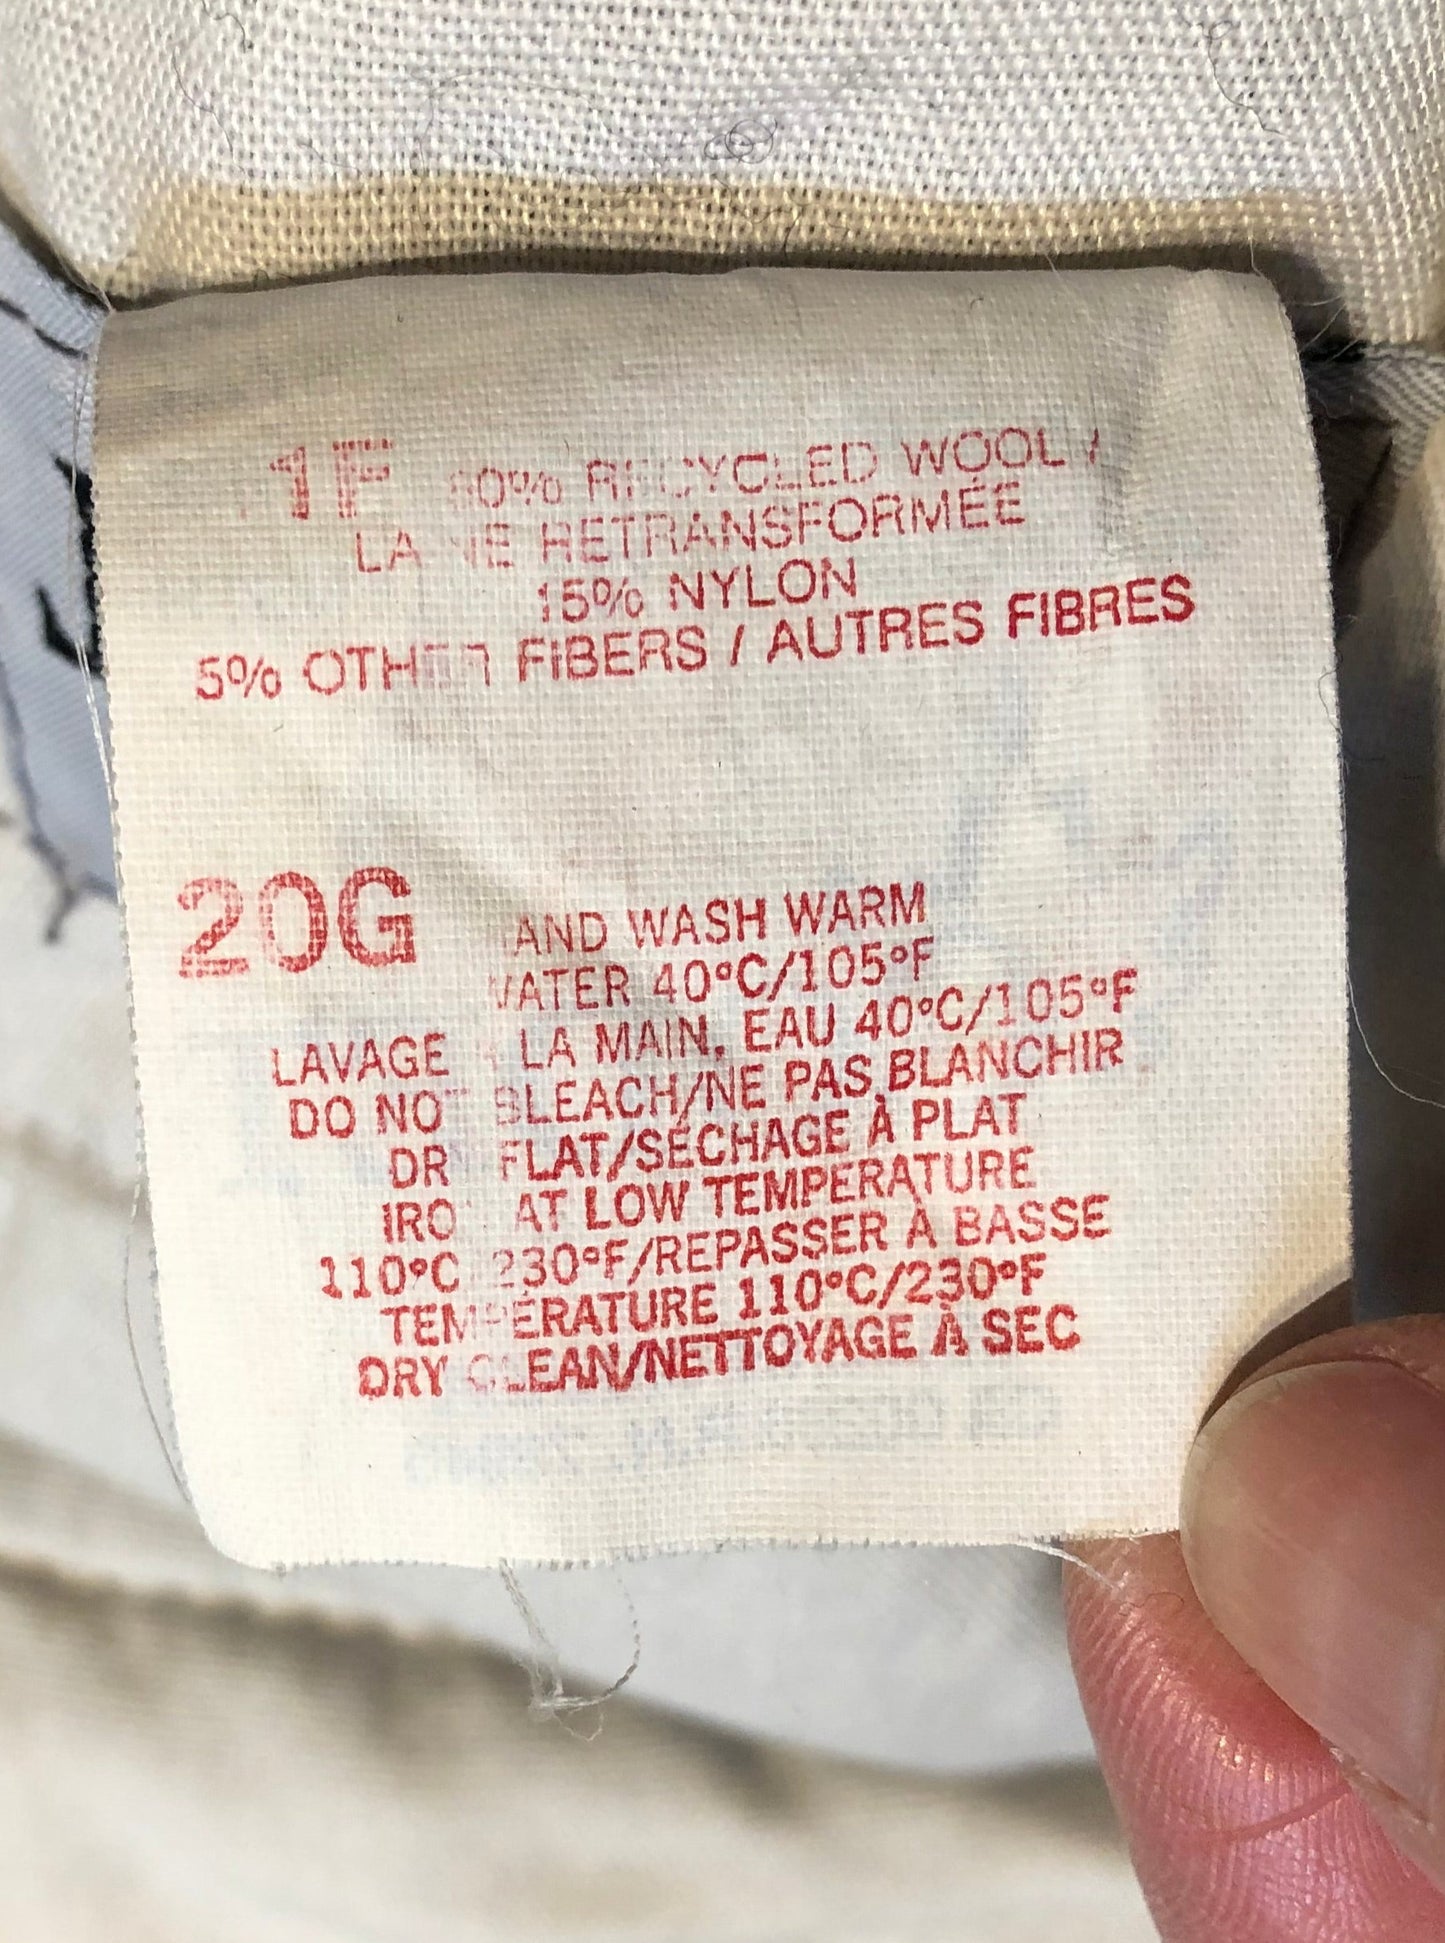 1F 80% RECYCLED WOOL /
LAINE RETRANSFORMÉE
15% NYLON
5% OTHER FIBERS / AUTRES FIBRES
20G HAND WASH WARM
WATER 40°C/105°F
LAVAGE À LA MAIN, EAU 40°C/105°F
DO NOT BLEACH/NE PAS BLANCHIR
DRY FLAT/SÉCHAGE À PLAT
IRON AT LOW TEMPERATURE
110°C/230°F/REPASSER À BASSE
TEMPÉRATURE 110°C/230°F
DRY CLEAN/NETTOYAGE À SEC